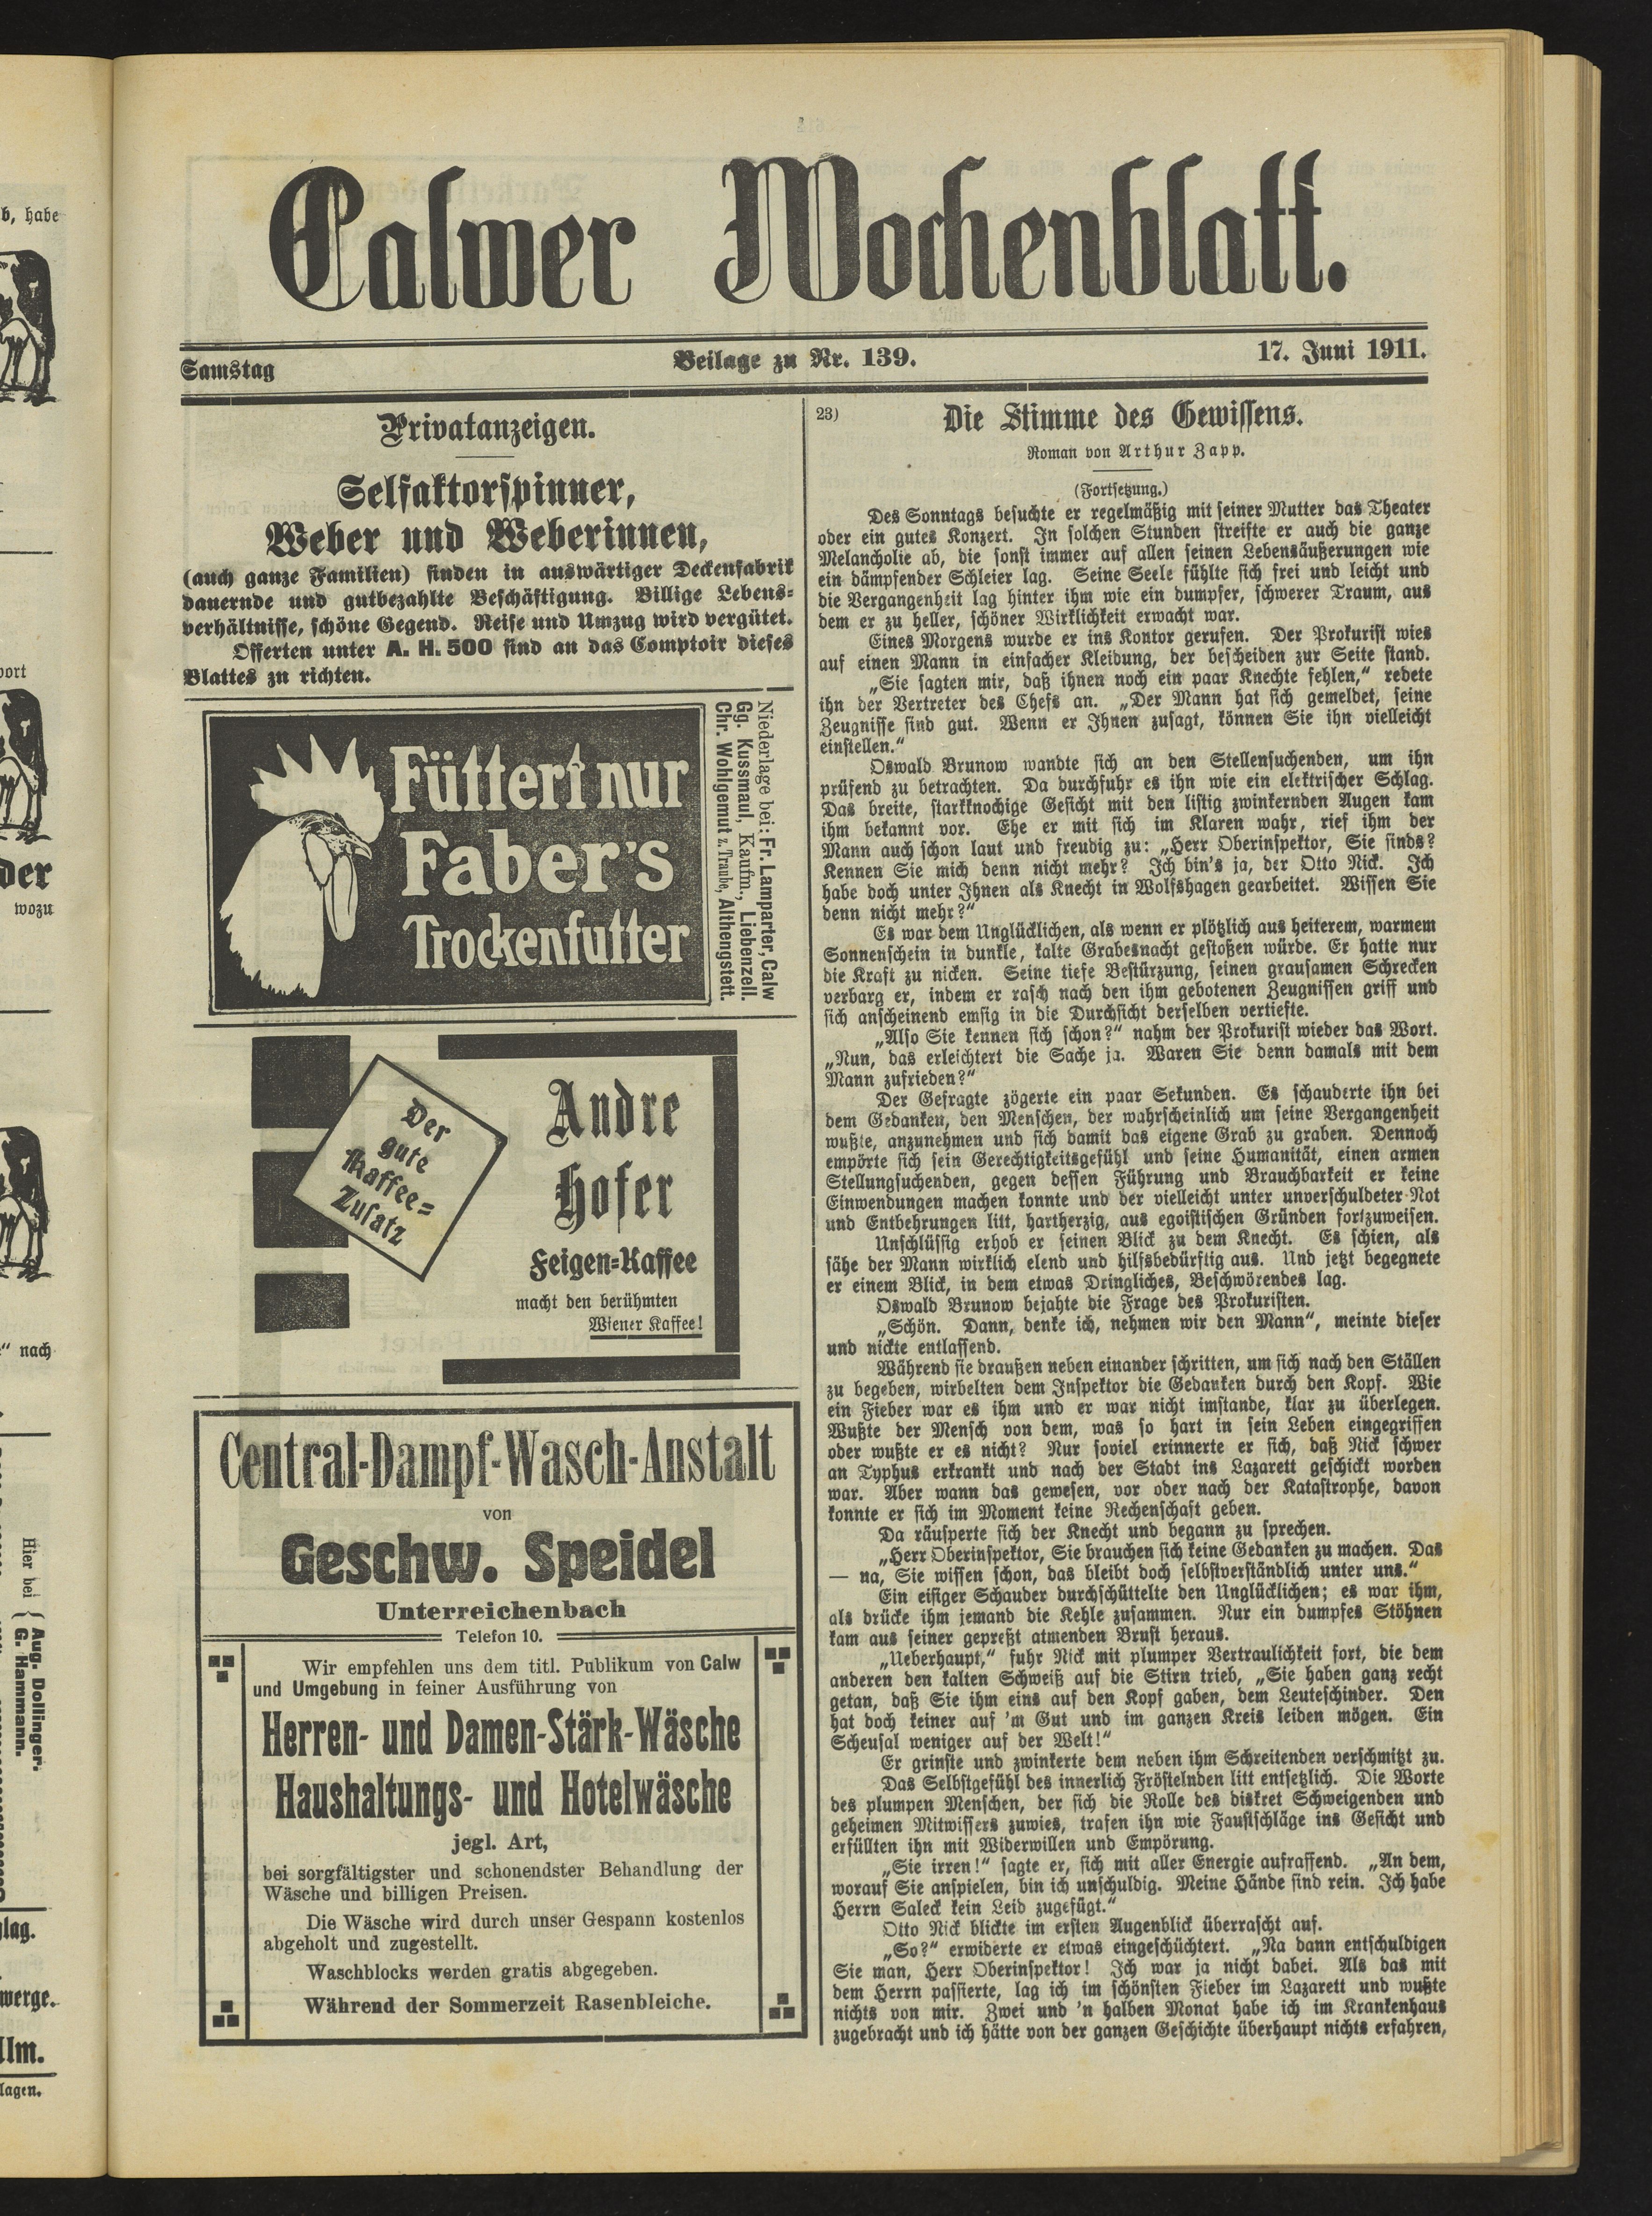 Calwer Wochenblatt.
Samstag
Beilage zu Nr. 139.
17. Juni 1911.
Privatanzeigen.
Selfaktorspinner,
Weber und Weberinnen,
(auch ganze Familien) finden in auswärtiger Deckenfabrik
dauernde und gutbezahlte Beschäftigung. Billige Lebens-
verhältnisse, schöne Gegend. Reise und Umzug wird vergütet.
Offerten unter A. H. 500 sind an das Comptoir dieses
Blattes zu richten.
Füttert nur
Faber's
Trockenfutter
Niederlage bei: Fr. Lamparter, Calw
Gg. Kussmaul, Kaufm., Liebenzell.
Chr. Wohlgemut z. Traube, Althengstett.
Der
gute
Kaffee-
Zusatz
Andre
Hofer
Feigen-Kaffee
macht den berühmten
Wiener Kaffee!
Central-Dampf-Wasch-Anstalt
von
Geschw. Speidel
Unterreichenbach
Telefon 10.
Wir empfehlen uns dem titl. Publikum von Calw
und Umgebung in feiner Ausführung von
Herren- und Damen-Stärk-Wäsche
Haushaltungs- und Hotelwäsche
jegl. Art,
bei sorgfältigster und schonendster Behandlung der
Wäsche und billigen Preisen.
Die Wäsche wird durch unser Gespann kostenlos
abgeholt und zugestellt.
Waschblocks werden gratis abgegeben.
Während der Sommerzeit Rasenbleiche.
23)
Die Stimme des Gewissens.
Roman von Arthur Zapp.
(Fortsetzung.)
Des Sonntags besuchte er regelmäßig mit seiner Mutter das Theater
oder ein gutes Konzert. In solchen Stunden streifte er auch die ganze
Melancholie ab, die sonst immer auf allen seinen Lebensäußerungen wie
ein dämpfender Schleier lag. Seine Seele fühlte sich frei und leicht und
die Vergangenheit lag hinter ihm wie ein dumpfer, schwerer Traum, aus
dem er zu heller, schöner Wirklichkeit erwacht war.
Eines Morgens wurde er ins Kontor gerufen. Der Prokurist wies
auf einen Mann in einfacher Kleidung, der bescheiden zur Seite stand.
„Sie sagten mir, daß ihnen noch ein paar Knechte fehlen,“ redete
ihn der Vertreter des Chefs an. „Der Mann hat sich gemeldet, seine
Zeugnisse sind gut. Wenn er Ihnen zusagt, können Sie ihn vielleicht
einstellen.“
Oswald Brunow wandte sich an den Stellensuchenden, um ihn
prüfend zu betrachten. Da durchfuhr es ihn wie ein elektrischer Schlag.
Das breite, starkknochige Gesicht mit den listig zwinkernden Augen kam
ihm bekannt vor. Ehe er mit sich im Klaren wahr, rief ihm der
Mann auch schon laut und freudig zu: „Herr Oberinspektor, Sie sinds?
Kennen Sie mich denn nicht mehr? Ich bin's ja, der Otto Nick. Ich
habe doch unter Ihnen als Knecht in Wolfshagen gearbeitet. Wissen Sie
denn nicht mehr?“
Es war dem Unglücklichen, als wenn er plötzlich aus heiterem, warmem
Sonnenschein in dunkle, kalte Grabesnacht gestoßen würde. Er hatte nur
die Kraft zu nicken. Seine tiefe Bestürzung, seinen grausamen Schrecken
verbarg er, indem er rasch nach den ihm gebotenen Zeugnissen griff und
sich anscheinend emsig in die Durchsicht derselben vertiefte.
„Also Sie kennen sich schon?“ nahm der Prokurist wieder das Wort.
„Nun, das erleichtert die Sache ja. Waren Sie denn damals mit dem
Mann zufrieden?“
Der Gefragte zögerte ein paar Sekunden. Es schauderte ihn bei
dem Gedanken, den Menschen, der wahrscheinlich um seine Vergangenheit
wußte, anzunehmen und sich damit das eigene Grab zu graben. Dennoch
empörte sich sein Gerechtigkeitsgefühl und seine Humanität, einen armen
Stellungsuchenden, gegen dessen Führung und Brauchbarkeit er keine
Einwendungen machen konnte und der vielleicht unter unverschuldeter Not
und Entbehrungen litt, hartherzig, aus egoistischen Gründen fortzuweisen.
Unschlüssig erhob er seinen Blick zu dem Knecht. Es schien, als
sähe der Mann wirklich elend und hilfsbedürftig aus. Und jetzt begegnete
er einem Blick, in dem etwas Dringliches, Beschwörendes lag.
Oswald Brunow bejahte die Frage des Prokuristen.
„Schön. Dann, denke ich, nehmen wir den Mann“, meinte dieser
und nickte entlassend.
Während sie draußen neben einander schritten, um sich nach den Ställen
zu begeben, wirbelten dem Inspektor die Gedanken durch den Kopf. Wie
ein Fieber war es ihm und er war nicht imstande, klar zu überlegen.
Wußte der Mensch von dem, was so hart in sein Leben eingegriffen
oder wußte er es nicht? Nur soviel erinnerte er sich, daß Nick schwer
an Typhus erkrankt und nach der Stadt ins Lazarett geschickt worden
war. Aber wann das gewesen, vor oder nach der Katastrophe, davon
konnte er sich im Moment keine Rechenschaft geben.
Da räusperte sich der Knecht und begann zu sprechen.
„Herr Oberinspektor, Sie brauchen sich keine Gedanken zu machen. Das
— na, Sie wissen schon, das bleibt doch selbstverständlich unter uns.“
Ein eisiger Schauder durchschüttelte den Unglücklichen; es war ihm,
als drücke ihm jemand die Kehle zusammen. Nur ein dumpfes Stöhnen
kam aus seiner gepreßt atmenden Brust heraus.
„Ueberhaupt,“ fuhr Nick mit plumper Vertraulichkeit fort, die dem
anderen den kalten Schweiß auf die Stirn trieb, „Sie haben ganz recht
getan, daß Sie ihm eins auf den Kopf gaben, dem Leuteschinder. Den
hat doch keiner auf 'm Gut und im ganzen Kreis leiden mögen. Ein
Scheusal weniger auf der Welt!“
Er grinste und zwinkerte dem neben ihm Schreitenden verschmitzt zu.
Das Selbstgefühl des innerlich Fröstelnden litt entsetzlich. Die Worte
des plumpen Menschen, der sich die Rolle des diskret Schweigenden und
geheimen Mitwissers zuwies, trafen ihn wie Faustschläge ins Gesicht und
erfüllten ihn mit Widerwillen und Empörung.
„Sie irren!“ sagte er, sich mit aller Energie aufraffend. „An dem,
worauf Sie anspielen, bin ich unschuldig. Meine Hände sind rein. Ich habe
Herrn Saleck kein Leid zugefügt.“
Otto Nick blickte im ersten Augenblick überrascht auf.
„So?“ erwiderte er etwas eingeschüchtert. „Na dann entschuldigen
Sie man, Herr Oberinspektor! Ich war ja nicht dabei. Als das mit
dem Herrn passierte, lag ich im schönsten Fieber im Lazarett und wußte
nichts von mir. Zwei und 'n halben Monat habe ich im Krankenhaus
zugebracht und ich hätte von der ganzen Geschichte überhaupt nichts erfahren,
b, habe
port
der
wozu
“ nach
Hier bei {
Aug. Dollinger.
G. Hammann.
lag.
werge.
lm.
lagen.